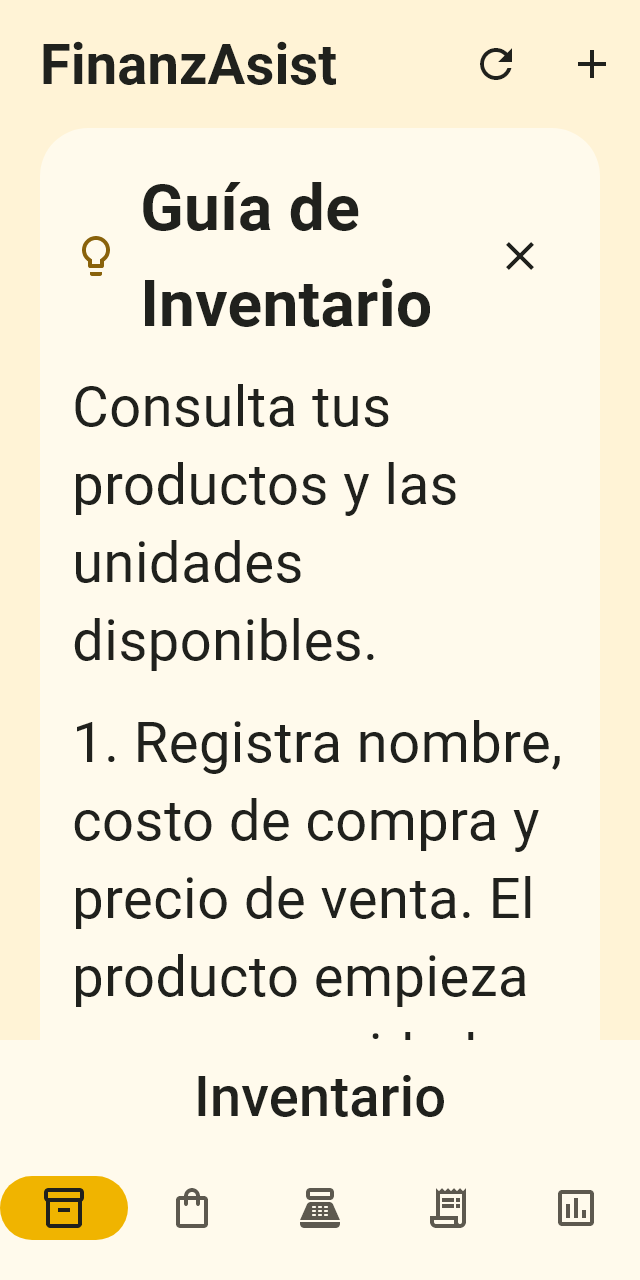 FinanzAsist
Guía de
Inventario
Consulta tus
productos y las
unidades
disponibles.
1. Registra nombre,
costo de compra y
precio de venta. El
producto empieza
Inventario